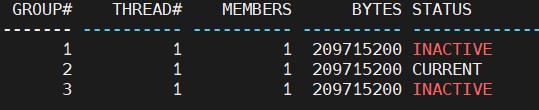 GROUP# THREAD# MEMBERS BYTES STATUS
------- ---------- ---------- ---------- ----------------
1 1 1 209715200 INACTIVE
2 1 1 209715200 CURRENT
3 1 1 209715200 INACTIVE